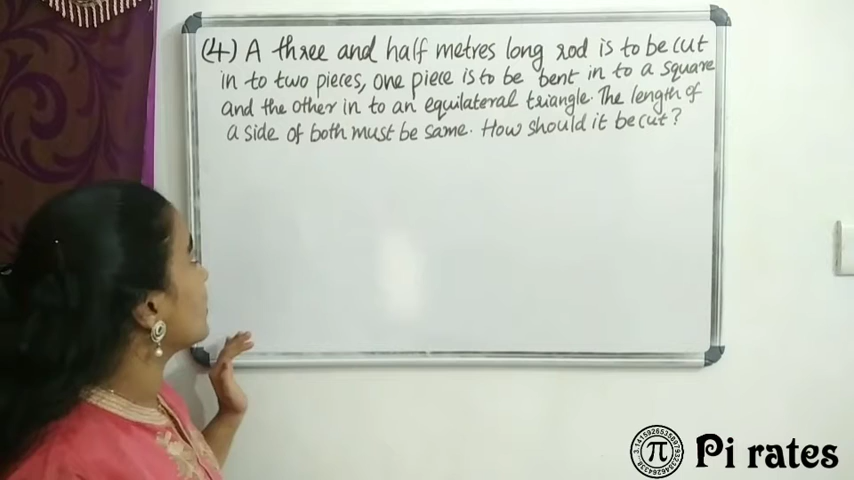 (4) A three and half metres long rod is to be cut
in to two pieces, one piece is to be bent in to a square
and the other in to an equilateral triangle. The length of
a side of both must be same. How should it be cut?
π
Pi rates